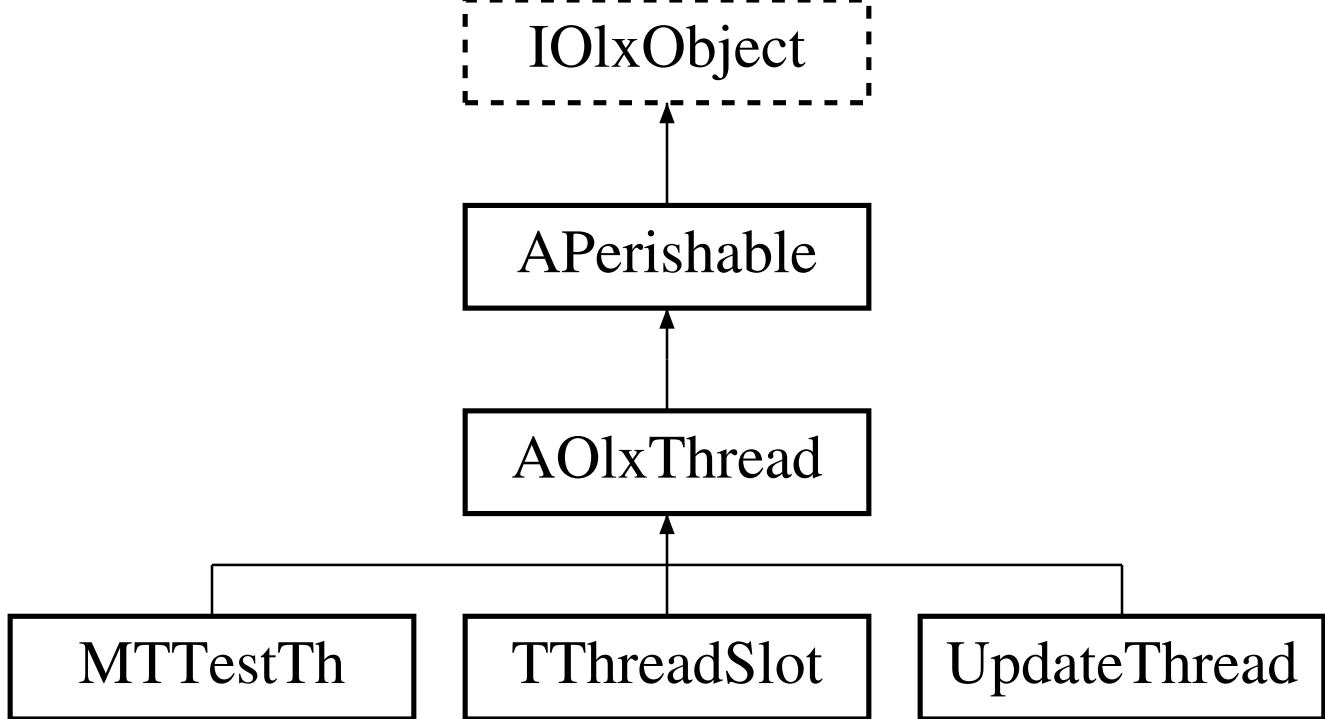 IOlxObject
APerishable
AOlxThread
MTTestTh
TThreadSlot
UpdateThread